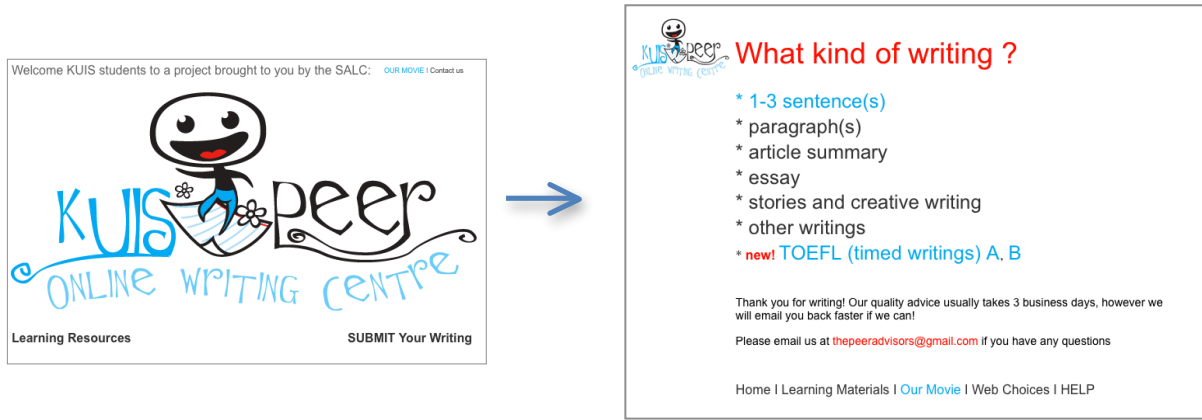 Welcome KUIS students to a project brought to you by the SALC: OUR MOVIE I Contact us
KUIS Peer
ONLINE WRITING CENTRE
Learning Resources SUBMIT Your Writing
KUIS Peer
ONLINE WRITING CENTRE
What kind of writing ?
* 1-3 sentence(s)
* paragraph(s)
* article summary
* essay
* stories and creative writing
* other writings
* new! TOEFL (timed writings) A, B
Thank you for writing! Our quality advice usually takes 3 business days, however we
will email you back faster if we can!
Please email us at thepeeradvisors@gmail.com if you have any questions
Home I Learning Materials I Our Movie I Web Choices I HELP